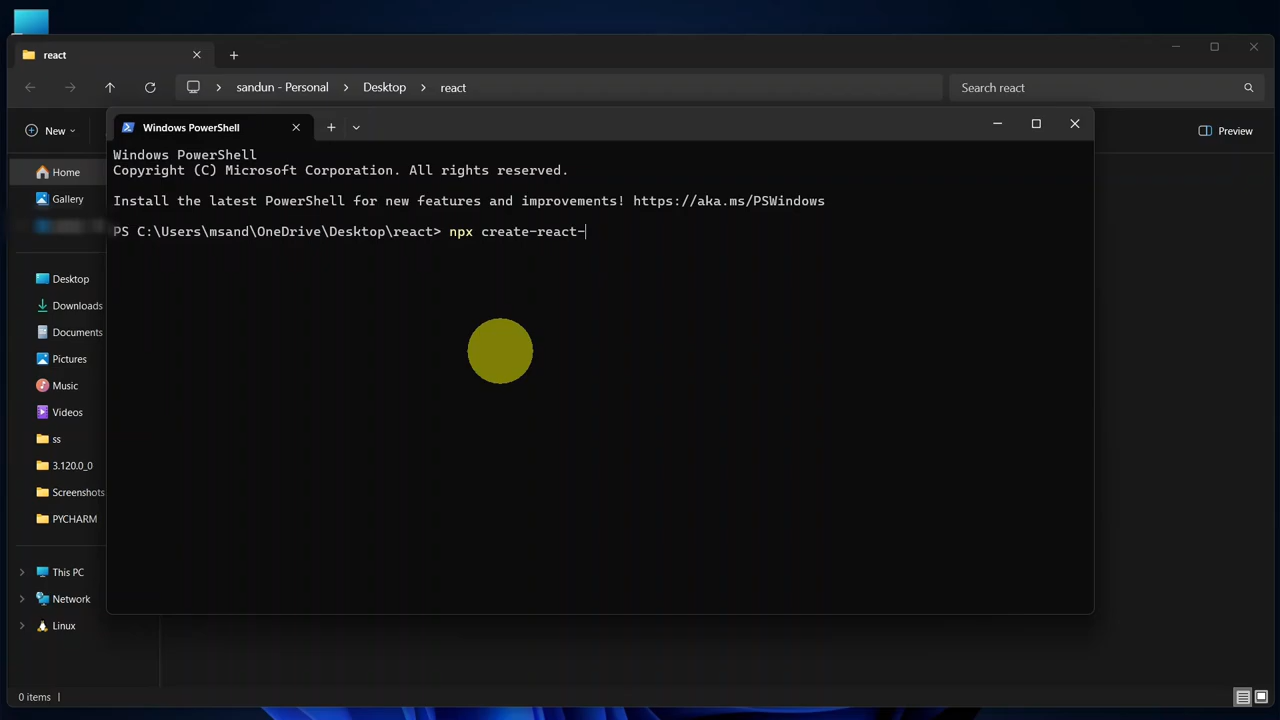 react
sandun - Personal
Desktop
react
Search react
New
Preview
Windows PowerShell
Home
Gallery
Desktop
Downloads
Documents
Pictures
Music
Videos
ss
3.120.0_0
Screenshots
PYCHARM
This PC
Network
Linux
Windows PowerShell
Copyright (C) Microsoft Corporation. All rights reserved.
Install the latest PowerShell for new features and improvements! https://aka.ms/PSWindows
PS C:\Users\msand\OneDrive\Desktop\react> npx create-react-
0 items